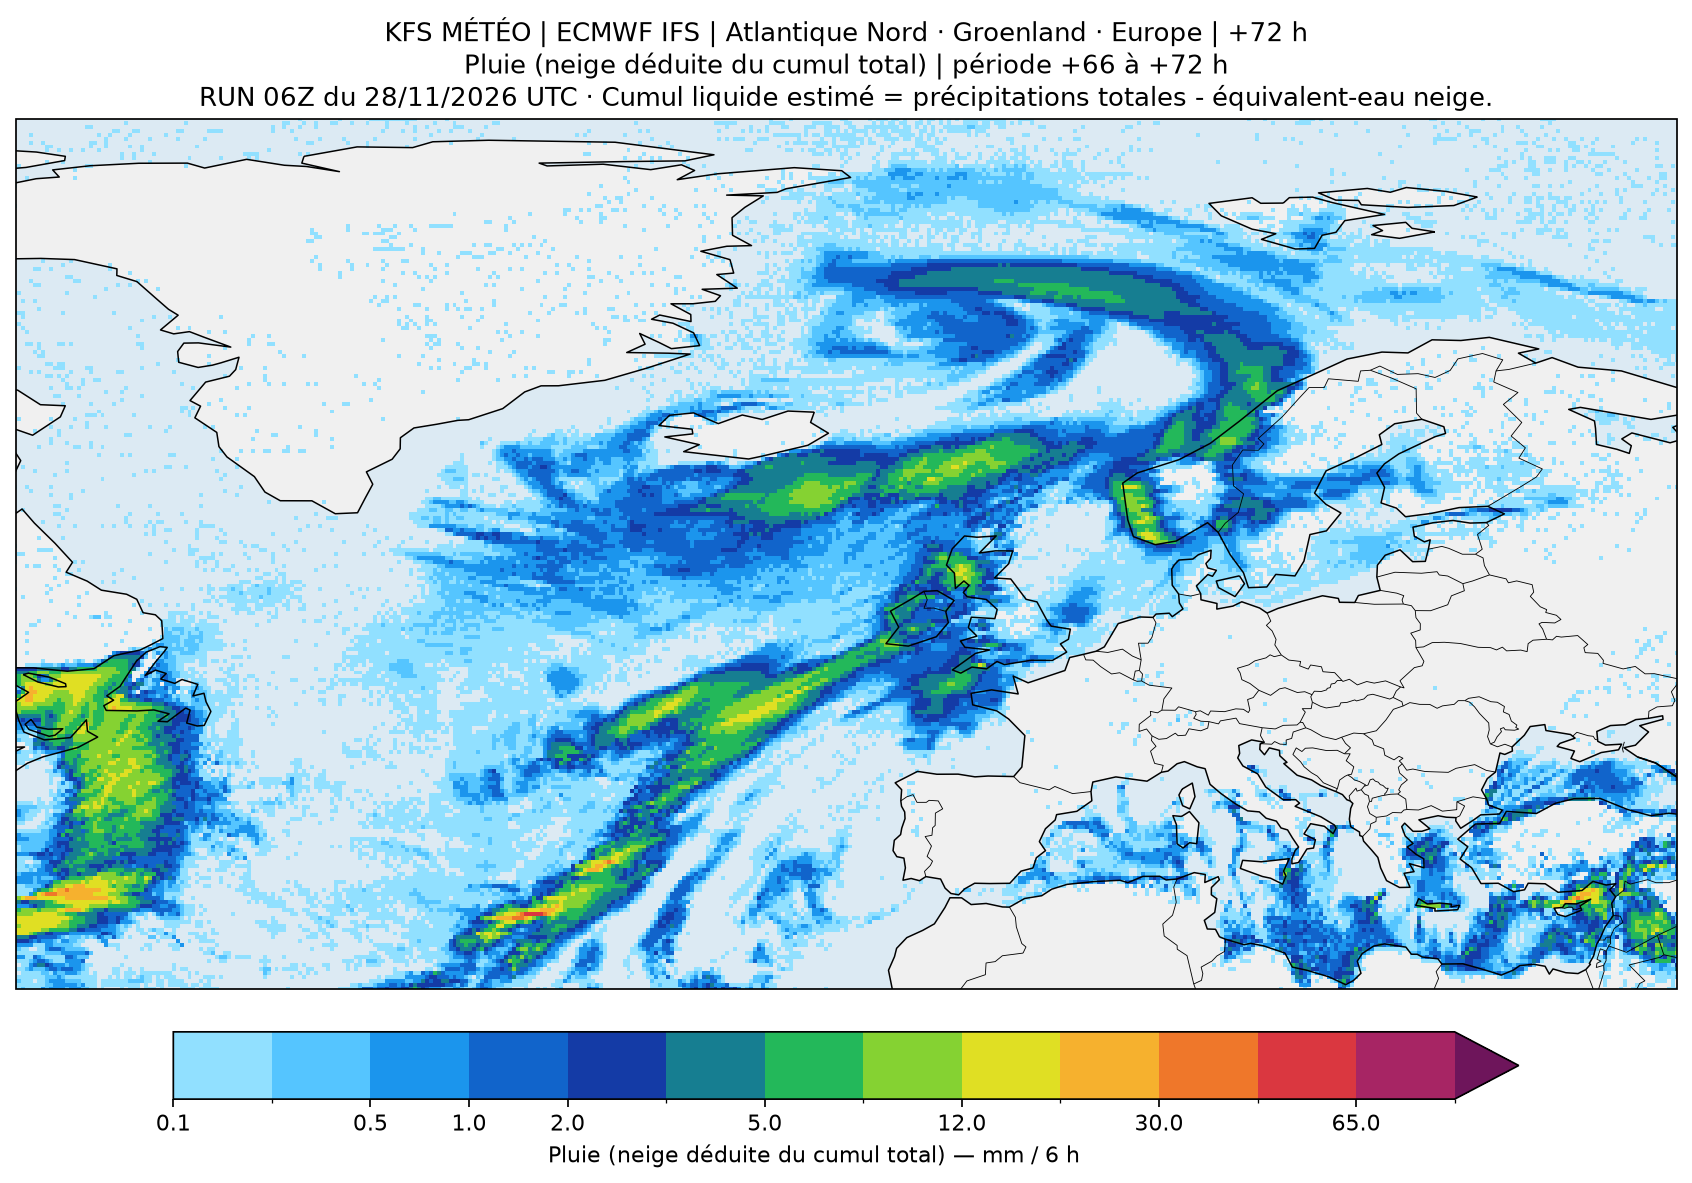 KFS MÉTÉO | ECMWF IFS | Atlantique Nord · Groenland · Europe | +72 h
Pluie (neige déduite du cumul total) | période +66 à +72 h
RUN 06Z du 28/11/2026 UTC · Cumul liquide estimé = précipitations totales - équivalent-eau neige.
0.1 0.5 1.0 2.0 5.0 12.0 30.0 65.0
Pluie (neige déduite du cumul total) — mm / 6 h